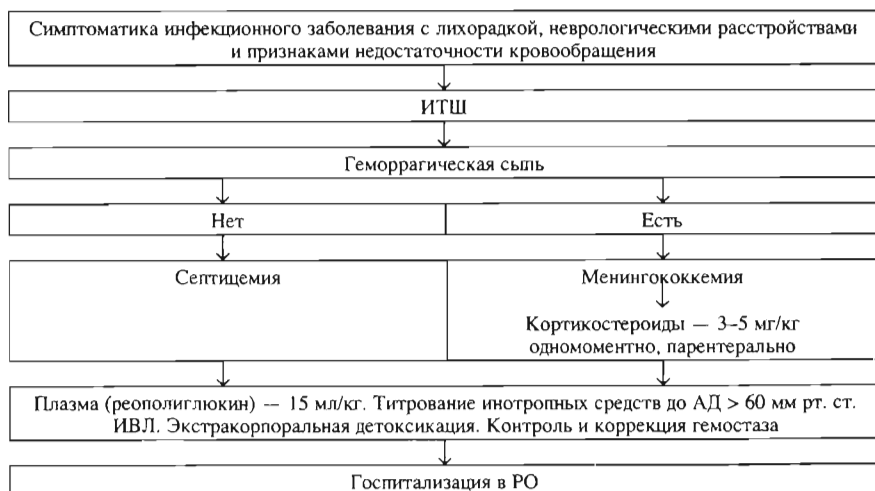 Симптоматика инфекционного заболевания с лихорадкой, неврологическими расстройствами
и признаками недостаточности кровообращения
ИТШ
Геморрагическая сыпь
Нет
Есть
Септицемия
Менингококкемия
Кортикостероиды — 3–5 мг/кг
одномоментно, парентерально
Плазма (реополиглюкин) — 15 мл/кг. Титрование инотропных средств до АД > 60 мм рт. ст.
ИВЛ. Экстракорпоральная детоксикация. Контроль и коррекция гемостаза
Госпитализация в РО